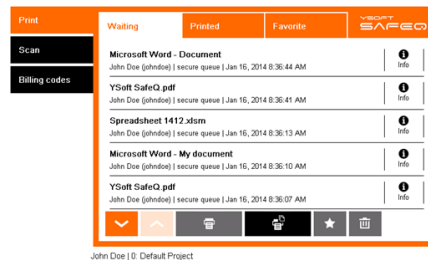 Print
Scan
Billing codes
Waiting
Printed
Favorite
YSOFT
SAFEQ
Microsoft Word - Document
John Doe (johndoe) | secure queue | Jan 16, 2014 8:36:44 AM
Info
YSoft SafeQ.pdf
John Doe (johndoe) | secure queue | Jan 16, 2014 8:36:41 AM
Info
Spreadsheet 1412.xlsm
John Doe (johndoe) | secure queue | Jan 16, 2014 8:36:13 AM
Info
Microsoft Word - My document
John Doe (johndoe) | secure queue | Jan 16, 2014 8:36:10 AM
Info
YSoft SafeQ.pdf
John Doe (johndoe) | secure queue | Jan 16, 2014 8:36:07 AM
Info
John Doe | 0: Default Project